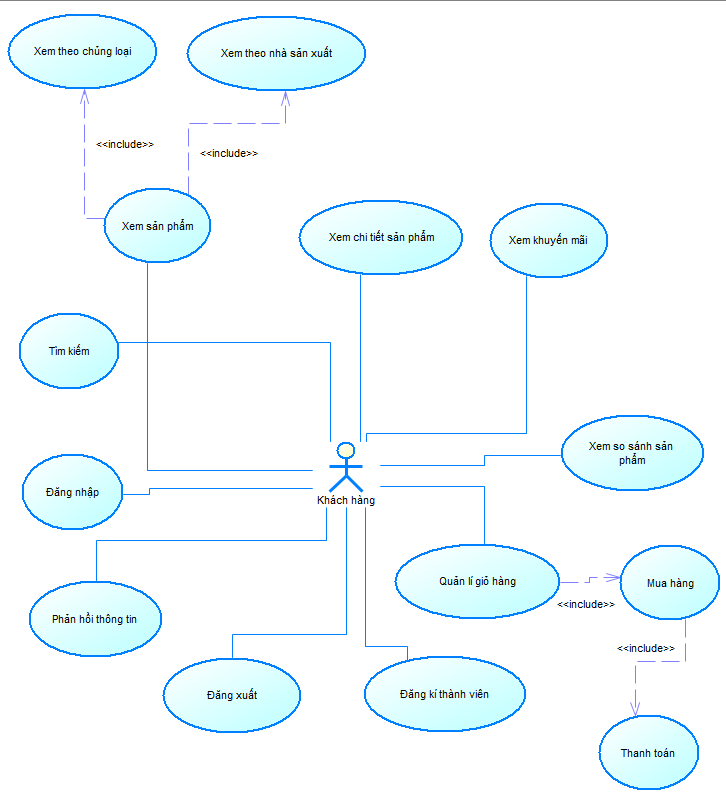 Xem theo chủng loại
Xem theo nhà sản xuất
<<include>>
<<include>>
Xem sản phẩm
Xem chi tiết sản phẩm
Xem khuyến mãi
Tìm kiếm
Xem so sánh sản
phẩm
Đăng nhập
Khách hàng
Quản lí giỏ hàng
Mua hàng
<<include>>
Phản hồi thông tin
<<include>>
Đăng xuất
Đăng kí thành viên
Thanh toán